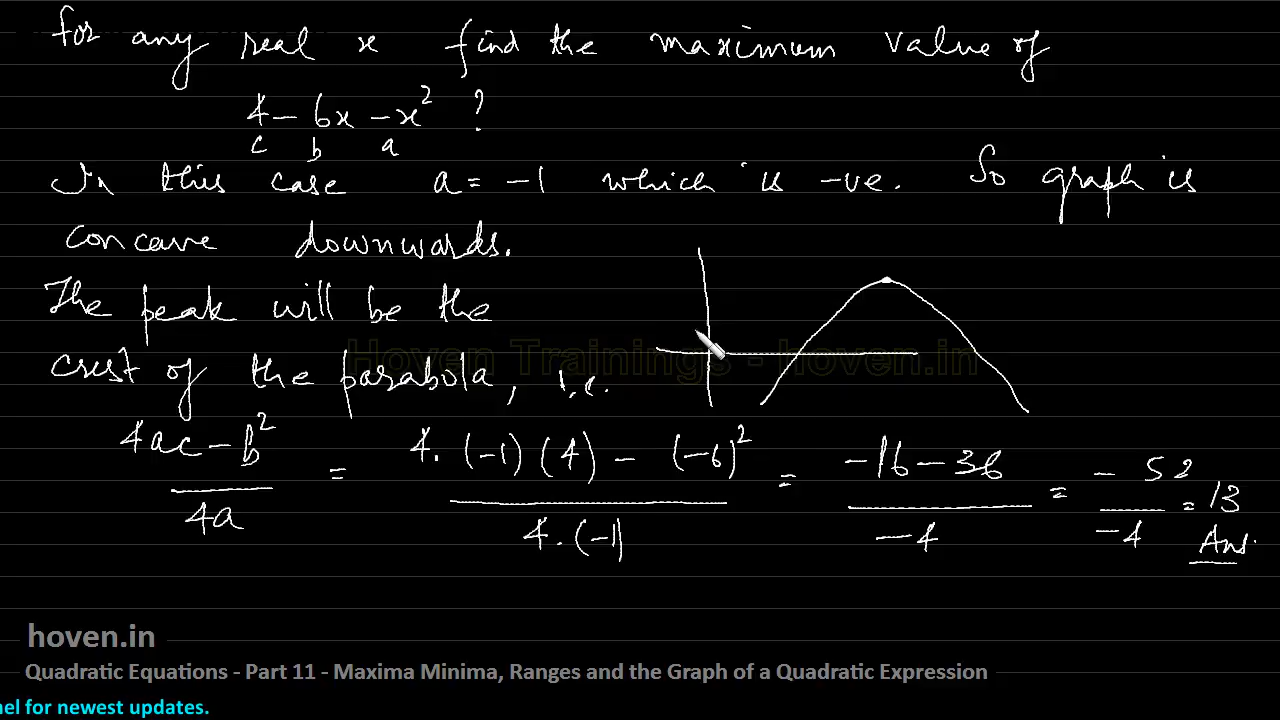 For any real x find the maximum value of
4 - 6x - x² ?
c b a
In this case a = -1 which is -ve. So graph is
concave downwards.
The peak will be the
Hoven Trainings - hoven.in
crest of the parabola, i.e.
4ac - b² / 4a = 4.(-1)(4) - (-6)² / 4.(-1) = -16 - 36 / -4 = -52 / -4 = 13
Ans.
hoven.in
Quadratic Equations - Part 11 - Maxima Minima, Ranges and the Graph of a Quadratic Expression
nel for newest updates.